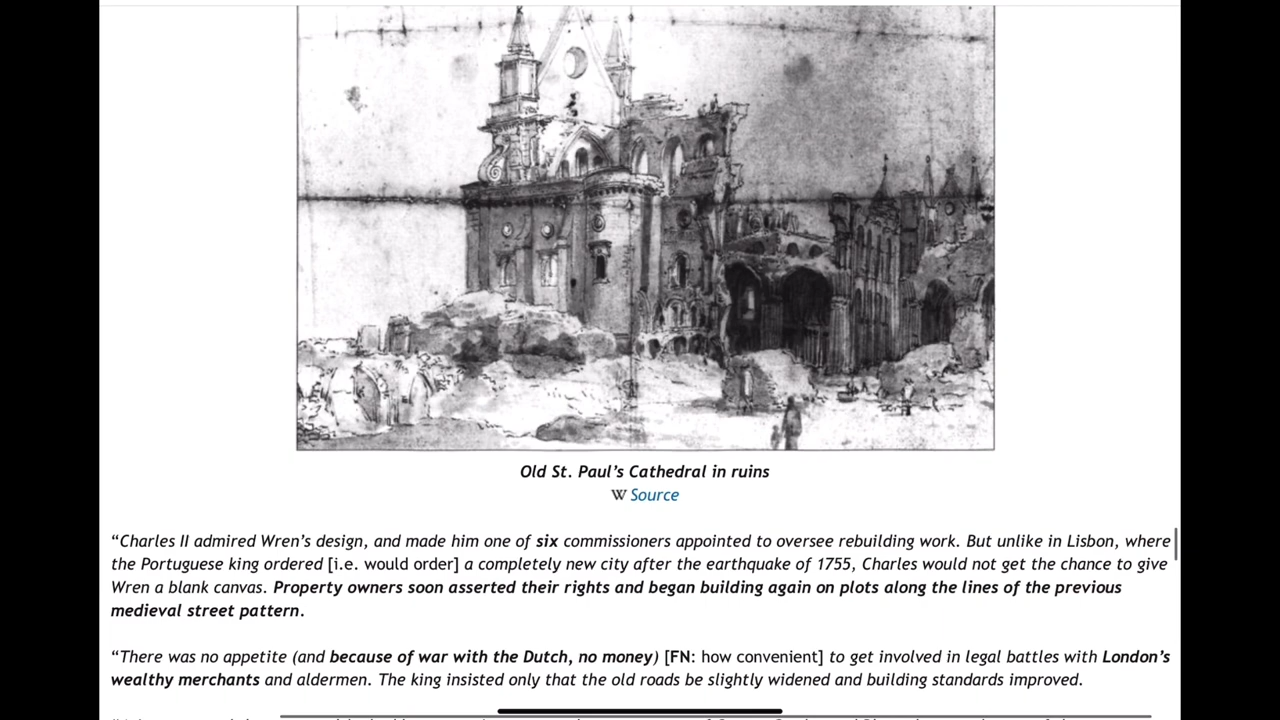 Old St. Paul’s Cathedral in ruins
W Source
“Charles II admired Wren’s design, and made him one of six commissioners appointed to oversee rebuilding work. But unlike in Lisbon, where
the Portuguese king ordered [i.e. would order] a completely new city after the earthquake of 1755, Charles would not get the chance to give
Wren a blank canvas. Property owners soon asserted their rights and began building again on plots along the lines of the previous
medieval street pattern.
“There was no appetite (and because of war with the Dutch, no money) [FN: how convenient] to get involved in legal battles with London’s
wealthy merchants and aldermen. The king insisted only that the old roads be slightly widened and building standards improved.